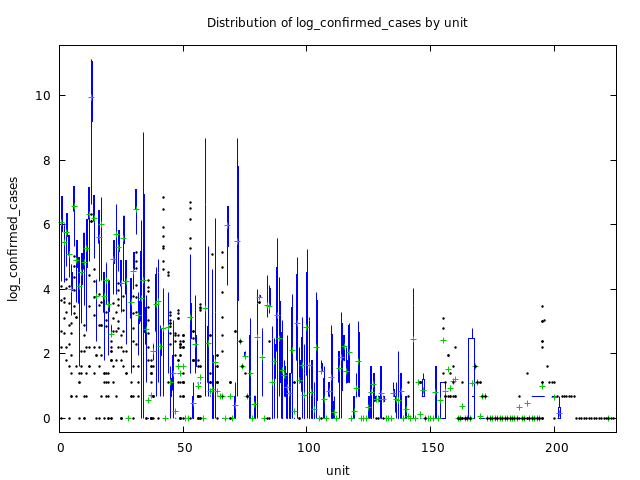 Distribution of log_confirmed_cases by unit
10
8
6
4
2
0
log_confirmed_cases
0 50 100 150 200
unit